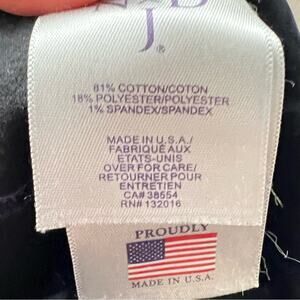 J
81% COTTON/COTON
18% POLYESTER/POLYESTER
1% SPANDEX/SPANDEX
MADE IN U.S.A./
FABRIQUÉ AUX
ETATS-UNIS
OVER FOR CARE/
RETOURNER POUR
ENTRETIEN
CA# 38554
RN# 132016
PROUDLY
MADE IN U.S.A.